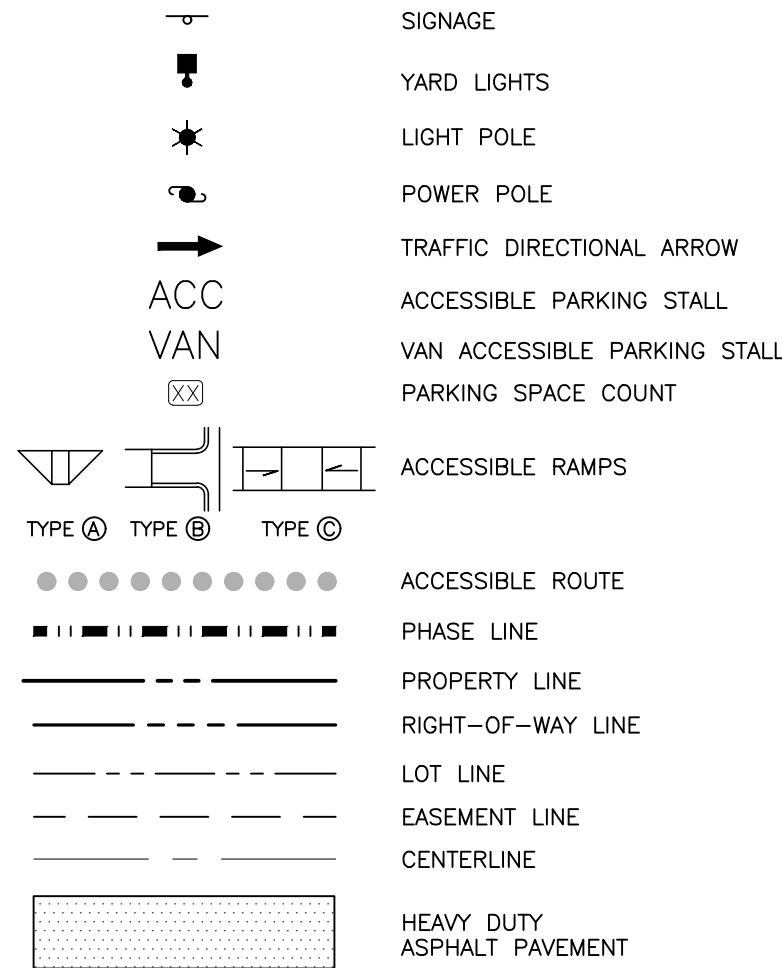 SIGNAGE
YARD LIGHTS
LIGHT POLE
POWER POLE
TRAFFIC DIRECTIONAL ARROW
ACC ACCESSIBLE PARKING STALL
VAN VAN ACCESSIBLE PARKING STALL
XX PARKING SPACE COUNT
ACCESSIBLE RAMPS
TYPE A TYPE B TYPE C
ACCESSIBLE ROUTE
PHASE LINE
PROPERTY LINE
RIGHT-OF-WAY LINE
LOT LINE
EASEMENT LINE
CENTERLINE
HEAVY DUTY
ASPHALT PAVEMENT